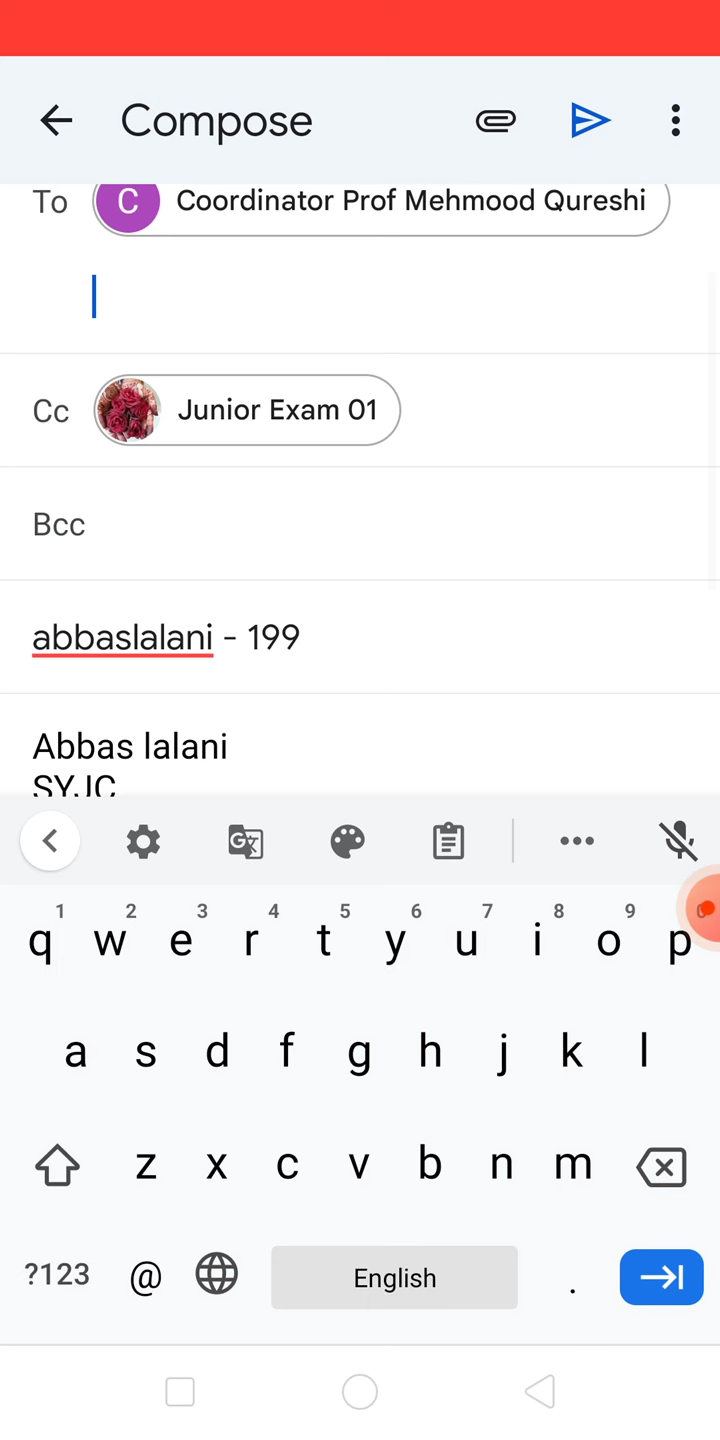 Compose
To C Coordinator Prof Mehmood Qureshi
Cc Junior Exam 01
Bcc
abbaslalani - 199
Abbas lalani
SYJC
1 2 3 4 5 6 7 8 9
q w e r t y u i o p
a s d f g h j k l
z x c v b n m
?123 @ English .